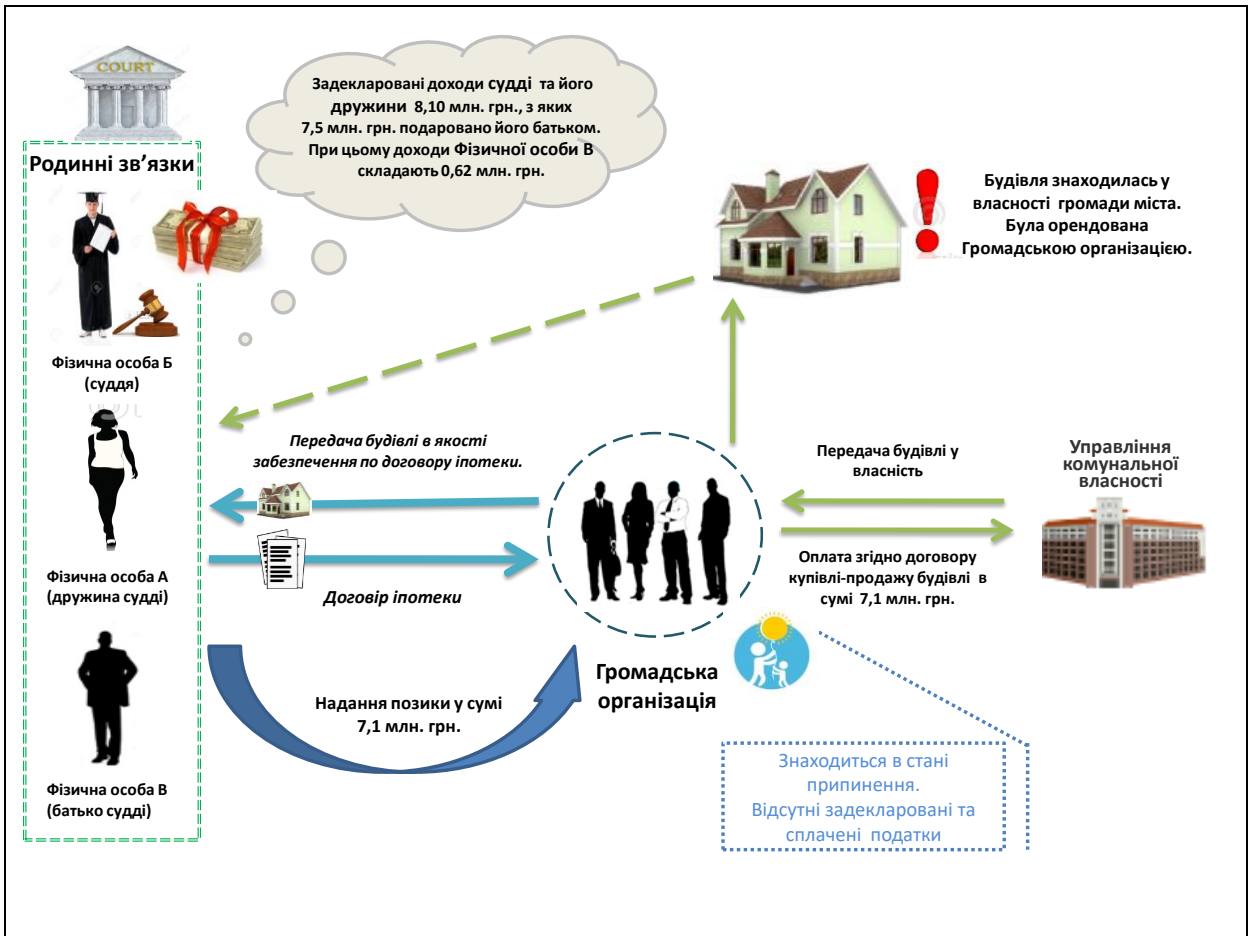 COURT
Родинні зв’язки
Задекларовані доходи судді та його
дружини 8,10 млн. грн., з яких
7,5 млн. грн. подаровано його батьком.
При цьому доходи Фізичної особи В
складають 0,62 млн. грн.
Будівля знаходилась у
власності громади міста.
Була орендована
Громадською організацією.
Фізична особа Б
(суддя)
Передача будівлі в якості
забезпечення по договору іпотеки.
Передача будівлі у
власність
Управління
комунальної
власності
Фізична особа А
(дружина судді)
Договір іпотеки
Оплата згідно договору
купівлі-продажу будівлі в
сумі 7,1 млн. грн.
Громадська
організація
Надання позики у сумі
7,1 млн. грн.
Фізична особа В
(батько судді)
Знаходиться в стані
припинення.
Відсутні задекларовані та
сплачені податки